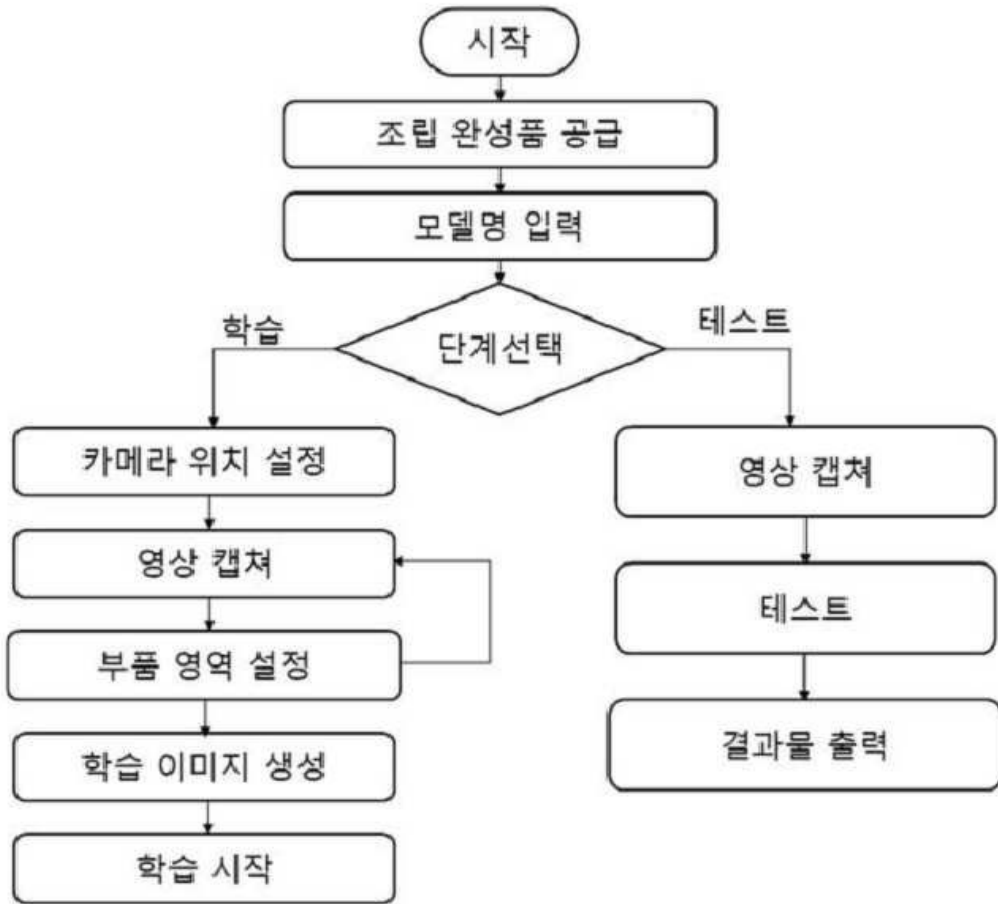 시작
조립 완성품 공급
모델명 입력
단계선택
학습
테스트
카메라 위치 설정
영상 캡쳐
부품 영역 설정
학습 이미지 생성
학습 시작
영상 캡쳐
테스트
결과물 출력